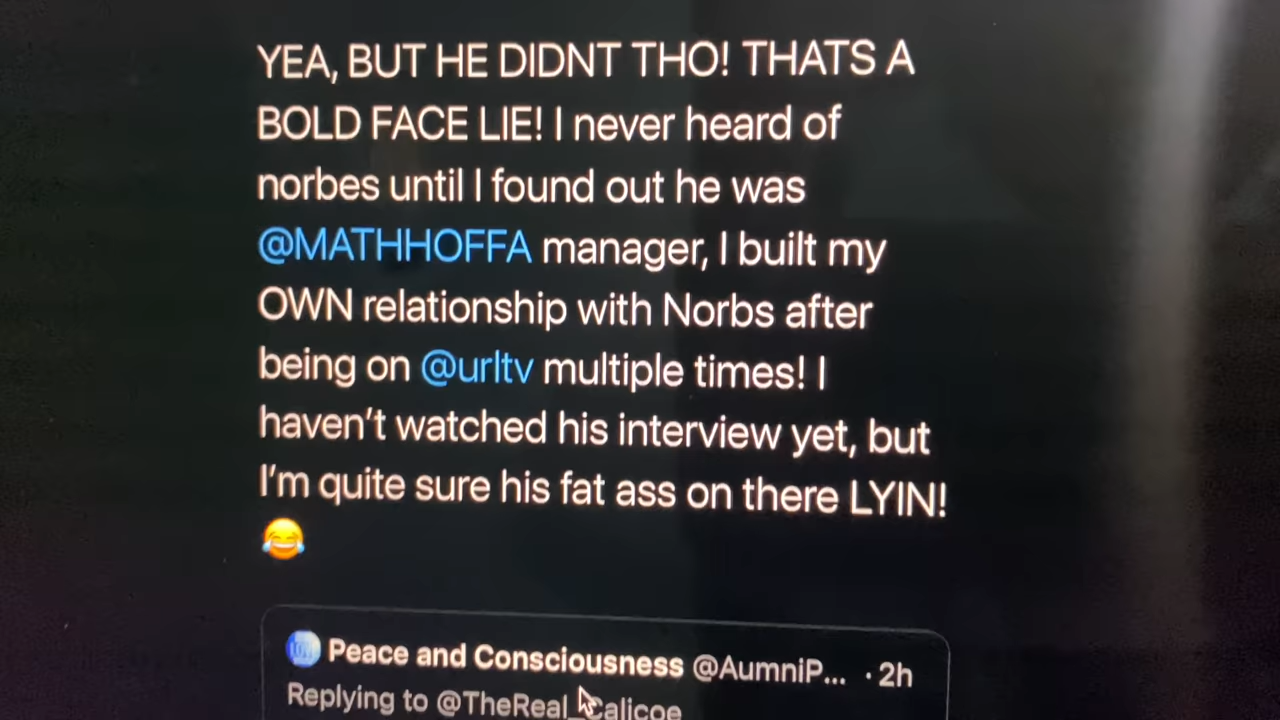 YEA, BUT HE DIDNT THO! THATS A
BOLD FACE LIE! I never heard of
norbes until I found out he was
@MATHHOFFA manager, I built my
OWN relationship with Norbs after
being on @urltv multiple times! I
haven't watched his interview yet, but
I'm quite sure his fat ass on there LYIN!
😂
Peace and Consciousness @AumniP... · 2h
Replying to @TheReal_Calicoe